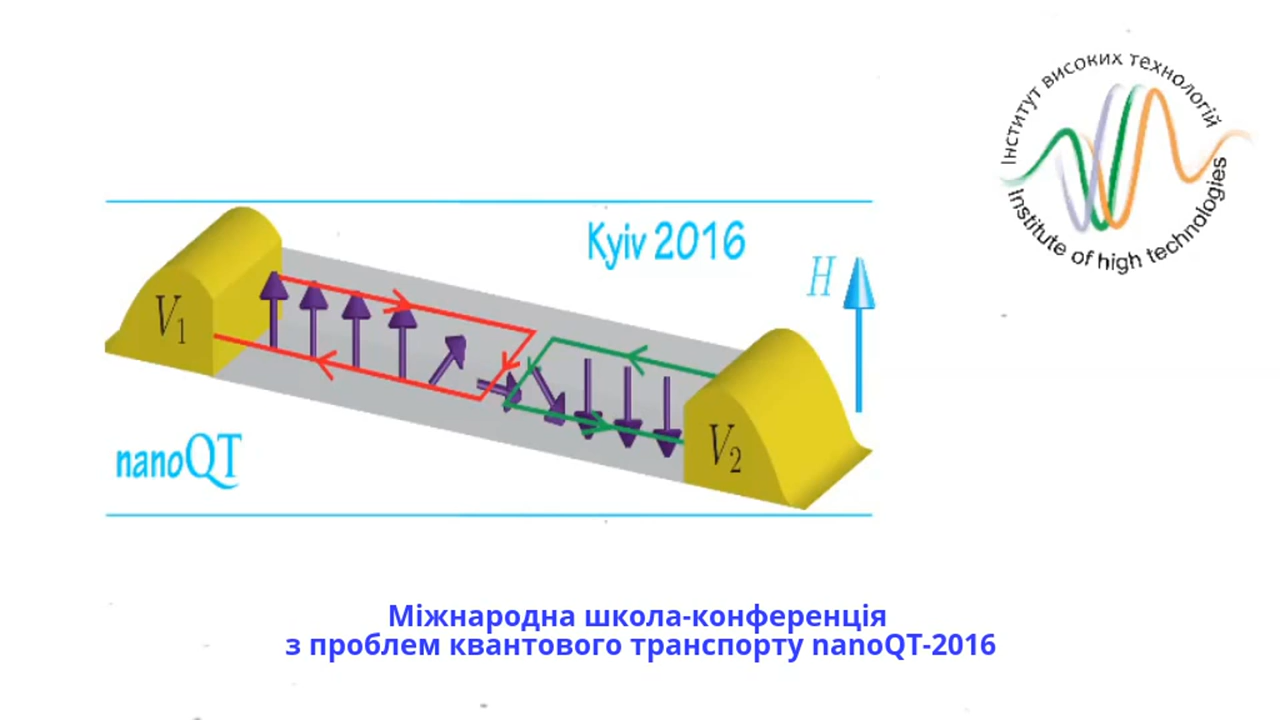 Інститут високих технологій
Institute of high technologies
Kyiv 2016
H
V1
V2
nanoQT
Міжнародна школа-конференція
з проблем квантового транспорту nanoQT-2016